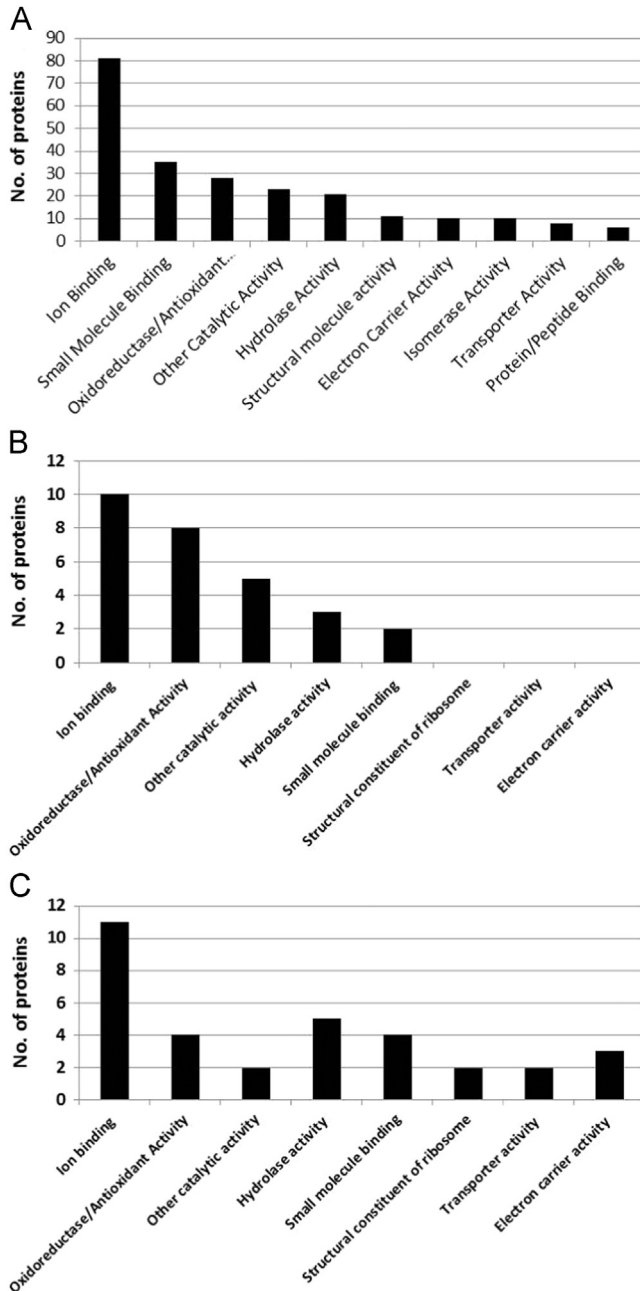 A
No. of proteins
90
80
70
60
50
40
30
20
10
0
Ion Binding
Small Molecule Binding
Oxidoreductase/Antioxidant...
Other Catalytic Activity
Hydrolase Activity
Structural molecule activity
Electron Carrier Activity
Isomerase Activity
Transporter Activity
Protein/Peptide Binding
B
No. of proteins
12
10
8
6
4
2
0
Ion binding
Oxidoreductase/Antioxidant Activity
Other catalytic activity
Hydrolase activity
Small molecule binding
Structural constituent of ribosome
Transporter activity
Electron carrier activity
C
No. of proteins
12
10
8
6
4
2
0
Ion binding
Oxidoreductase/Antioxidant Activity
Other catalytic activity
Hydrolase activity
Small molecule binding
Structural constituent of ribosome
Transporter activity
Electron carrier activity